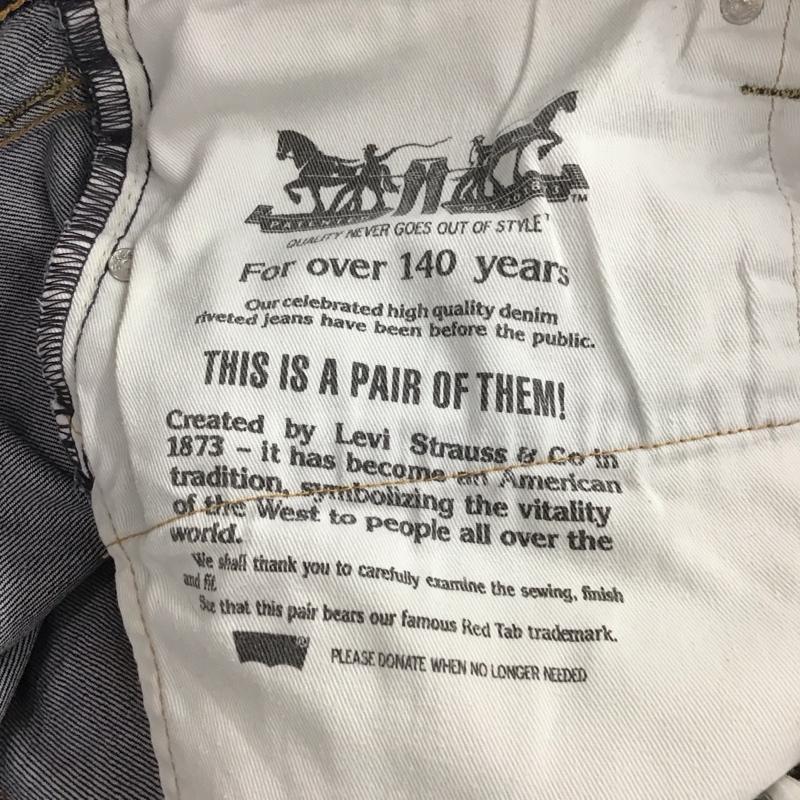 QUALITY NEVER GOES OUT OF STYLE
TM
For over 140 years
Our celebrated high quality denim
riveted jeans have been before the public.
THIS IS A PAIR OF THEM!
Created by Levi Strauss & Co in
1873 – it has become an American
tradition, symbolizing the vitality
of the West to people all over the
world.
We shall thank you to carefully examine the sewing, finish
and fit.
See that this pair bears our famous Red Tab trademark.
®
PLEASE DONATE WHEN NO LONGER NEEDED